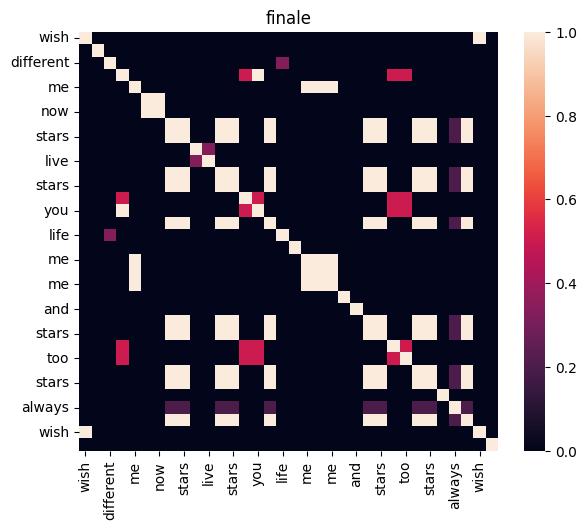 finale
wish
different
me
now
stars
live
stars
you
life
me
me
and
stars
too
stars
always
wish
1.0
0.8
0.6
0.4
0.2
0.0
wish
different
me
now
stars
live
stars
you
life
me
me
and
stars
too
stars
always
wish